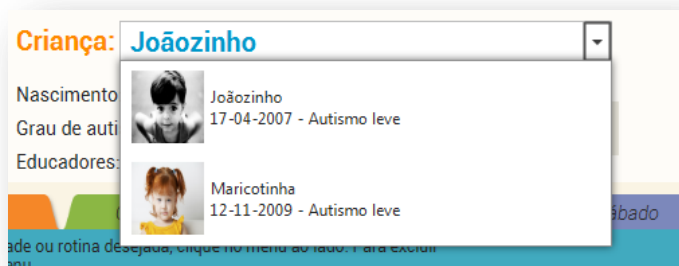 Criança: Joãozinho
Joãozinho
17-04-2007 - Autismo leve
Maricotinha
12-11-2009 - Autismo leve
Nascimento
Grau de auti
Educadores:
ábado
ade ou rotina desejada, clique no menu ao lado. Para excluir